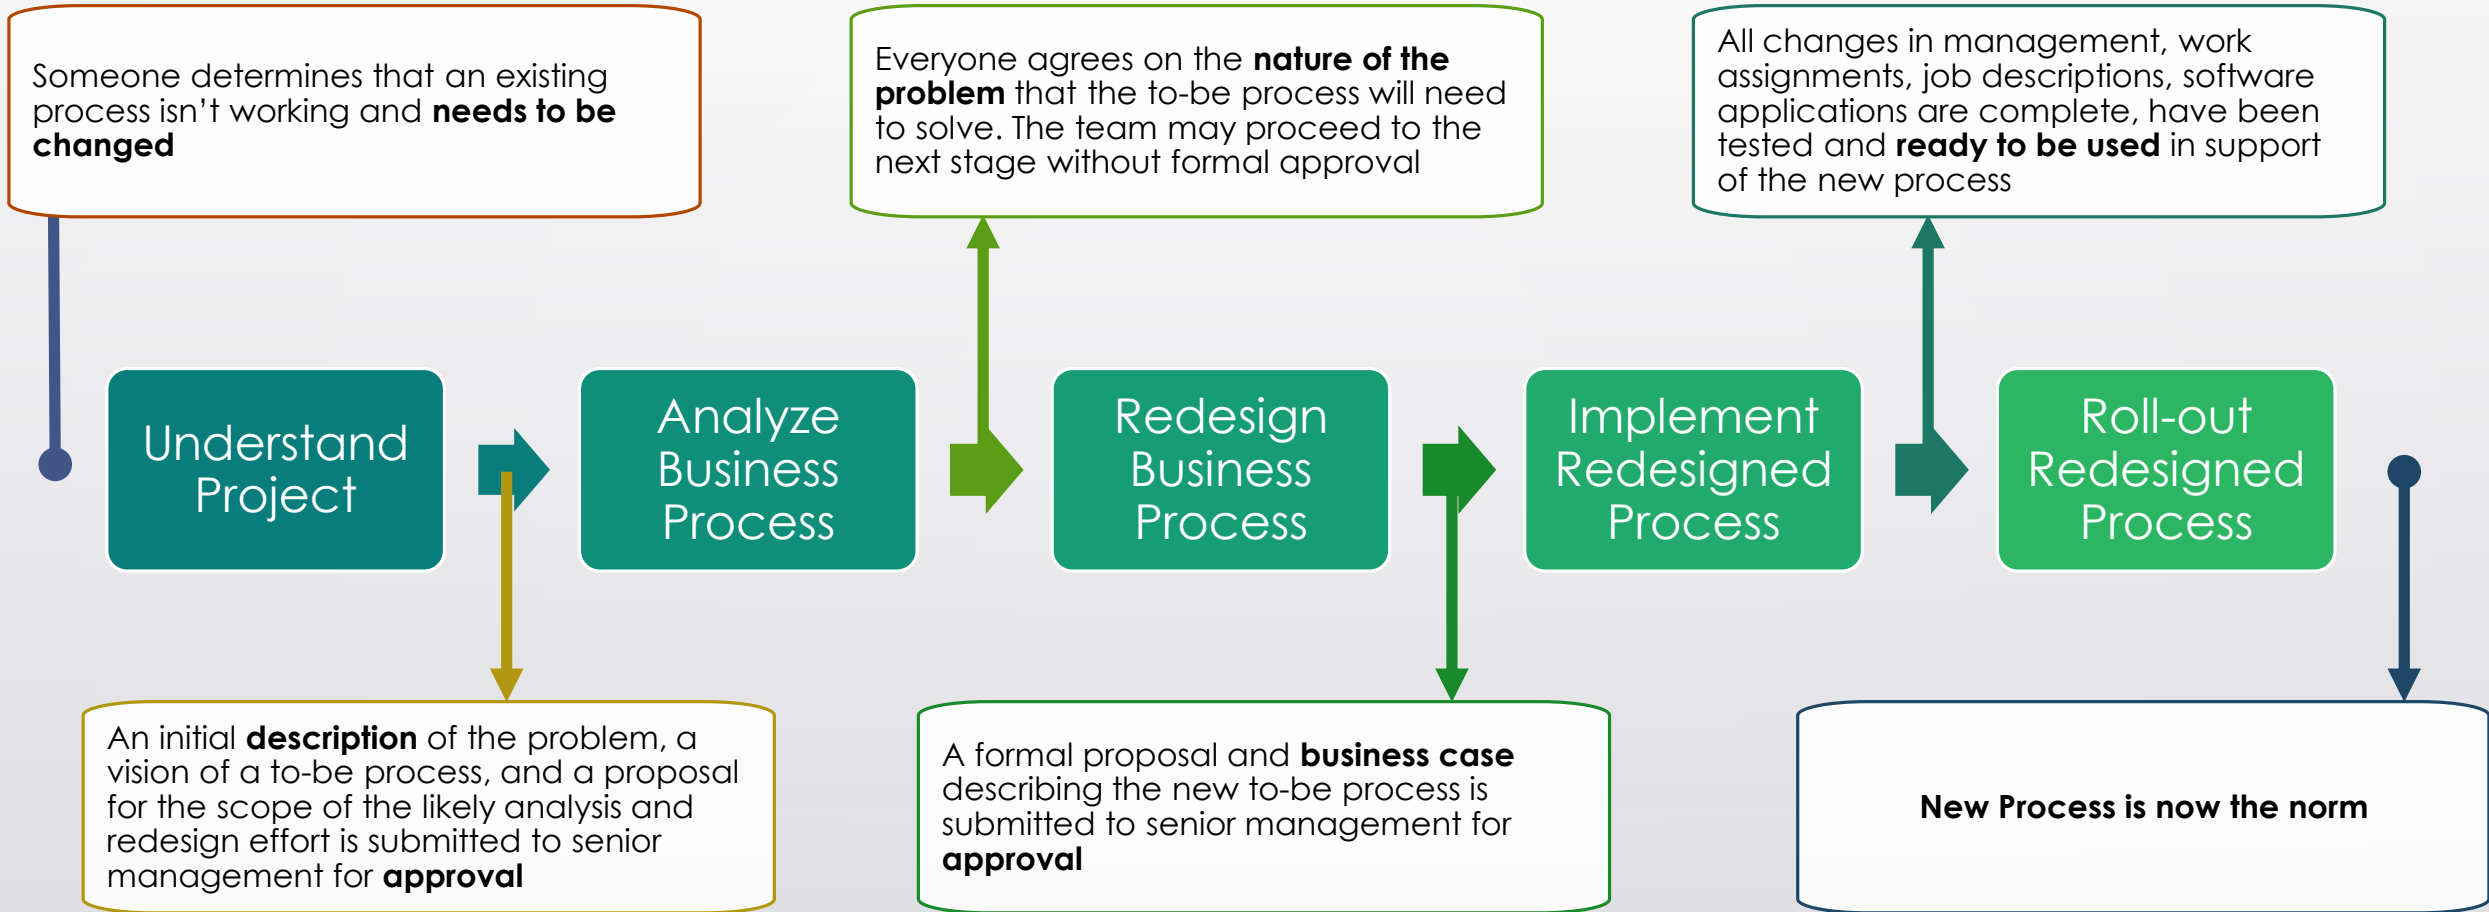 Someone determines that an existing
process isn’t working and needs to be
changed
Everyone agrees on the nature of the
problem that the to-be process will need
to solve. The team may proceed to the
next stage without formal approval
All changes in management, work
assignments, job descriptions, software
applications are complete, have been
tested and ready to be used in support
of the new process
Understand
Project
Analyze
Business
Process
Redesign
Business
Process
Implement
Redesigned
Process
Roll-out
Redesigned
Process
An initial description of the problem, a
vision of a to-be process, and a proposal
for the scope of the likely analysis and
redesign effort is submitted to senior
management for approval
A formal proposal and business case
describing the new to-be process is
submitted to senior management for
approval
New Process is now the norm